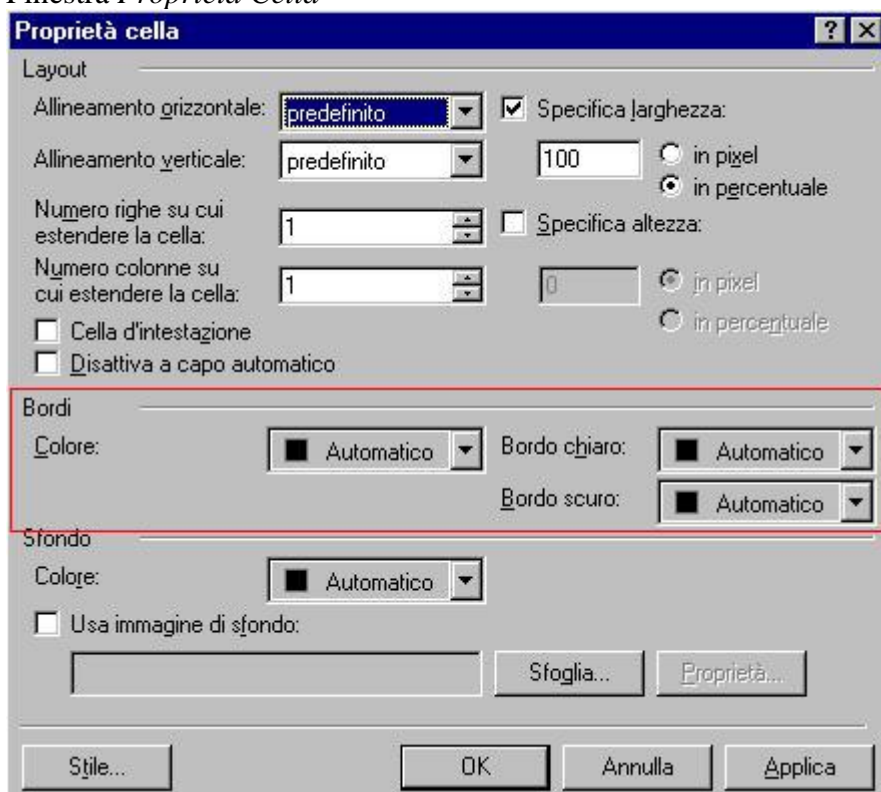 Finestra Proprietà Cella
Proprietà cella
Layout
Allineamento orizzontale: predefinito
Specifica larghezza:
Allineamento verticale: predefinito
100
in pixel
in percentuale
Numero righe su cui
estendere la cella: 1
Specifica altezza:
Numero colonne su
cui estendere la cella: 1
0
in pixel
in percentuale
Cella d'intestazione
Disattiva a capo automatico
Bordi
Colore: Automatico
Bordo chiaro: Automatico
Bordo scuro: Automatico
Sfondo
Colore: Automatico
Usa immagine di sfondo:
Sfoglia... Proprietà...
Stile... OK Annulla Applica